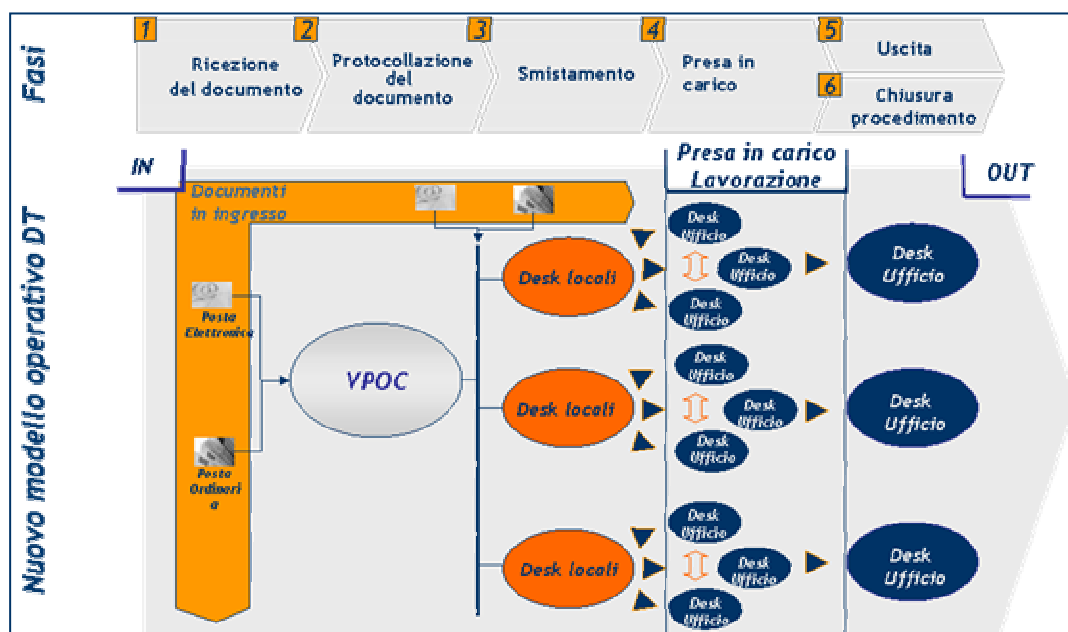 Fasi
1
Ricezione
del documento
2
Protocollazione
del
documento
3
Smistamento
4
Presa in
carico
5
Uscita
6
Chiusura
procedimento
Nuovo modello operativo DT
IN
Presa in carico
Lavorazione
OUT
Documenti
in ingresso
Posta
Elettronica
Posta
Ordinari
a
VPOC
Desk locali
Desk
Ufficio
Desk
Ufficio
Desk
Ufficio
Desk
Ufficio
Desk locali
Desk
Ufficio
Desk
Ufficio
Desk
Ufficio
Desk
Ufficio
Desk locali
Desk
Ufficio
Desk
Ufficio
Desk
Ufficio
Desk
Ufficio